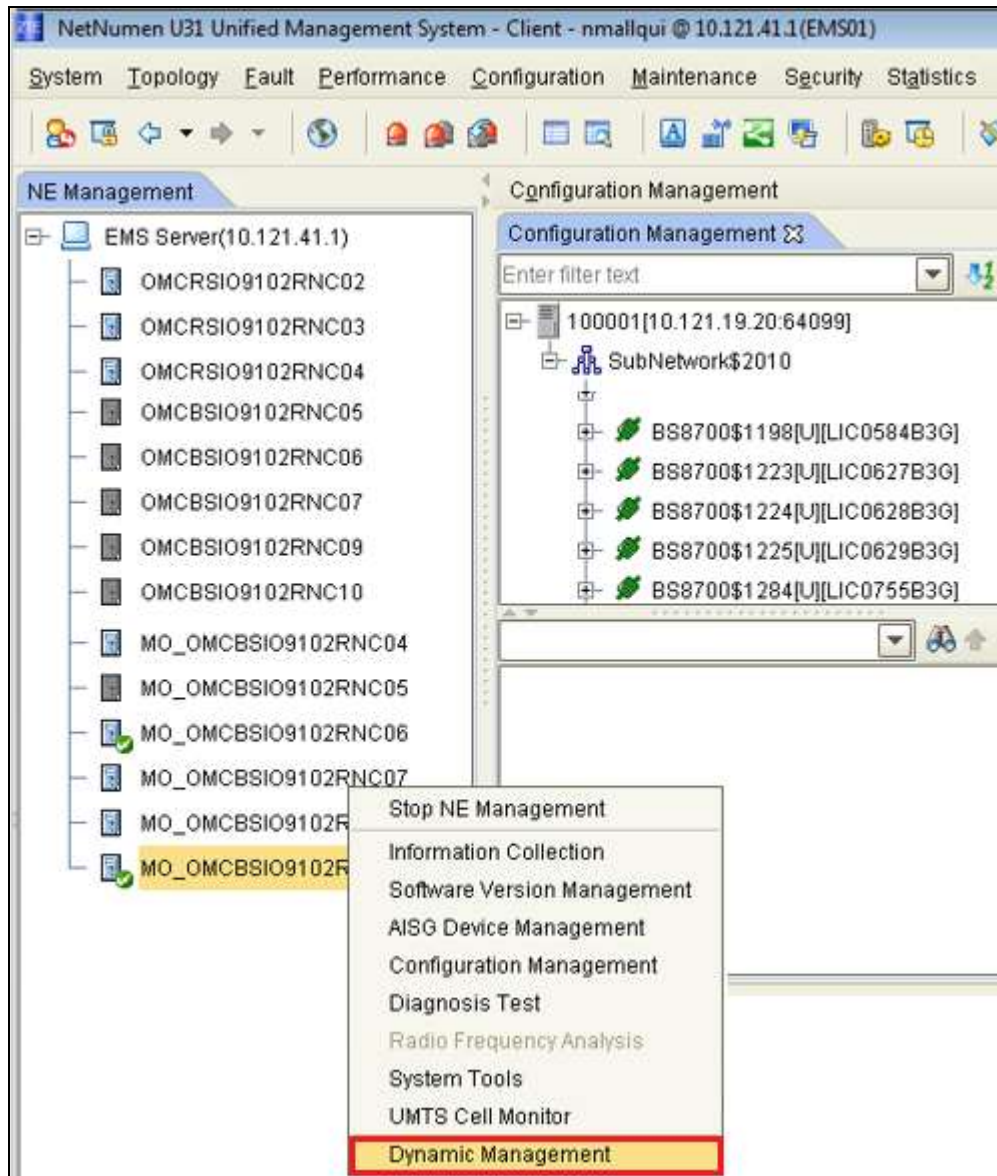 NetNumen U31 Unified Management System - Client - nmallqui @ 10.121.41.1(EMS01)
System Topology Fault Performance Configuration Maintenance Security Statistics
NE Management
EMS Server(10.121.41.1)
OMCRSIO9102RNC02
OMCRSIO9102RNC03
OMCRSIO9102RNC04
OMCBSIO9102RNC05
OMCBSIO9102RNC06
OMCBSIO9102RNC07
OMCBSIO9102RNC09
OMCBSIO9102RNC10
MO_OMCBSIO9102RNC04
MO_OMCBSIO9102RNC05
MO_OMCBSIO9102RNC06
MO_OMCBSIO9102RNC07
MO_OMCBSIO9102R
MO_OMCBSIO9102R
Configuration Management
Configuration Management
Enter filter text
100001[10.121.19.20:64099]
SubNetwork$2010
BS8700$1198[U][LIC0584B3G]
BS8700$1223[U][LIC0627B3G]
BS8700$1224[U][LIC0628B3G]
BS8700$1225[U][LIC0629B3G]
BS8700$1284[U][LIC0755B3G]
Stop NE Management
Information Collection
Software Version Management
AISG Device Management
Configuration Management
Diagnosis Test
Radio Frequency Analysis
System Tools
UMTS Cell Monitor
Dynamic Management